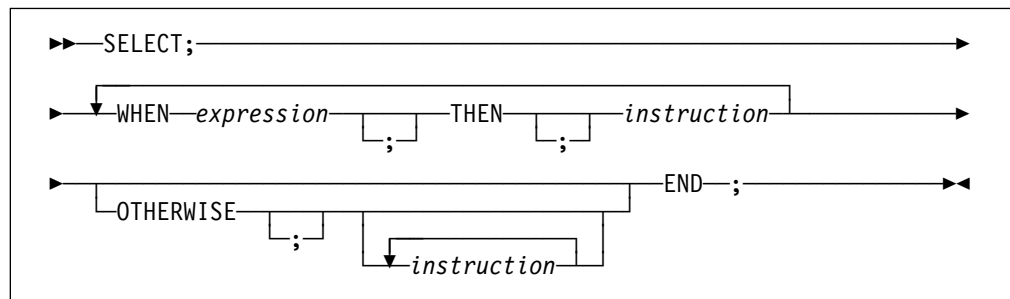 SELECT;
WHEN expression ; THEN ; instruction
END ;
OTHERWISE ;
instruction